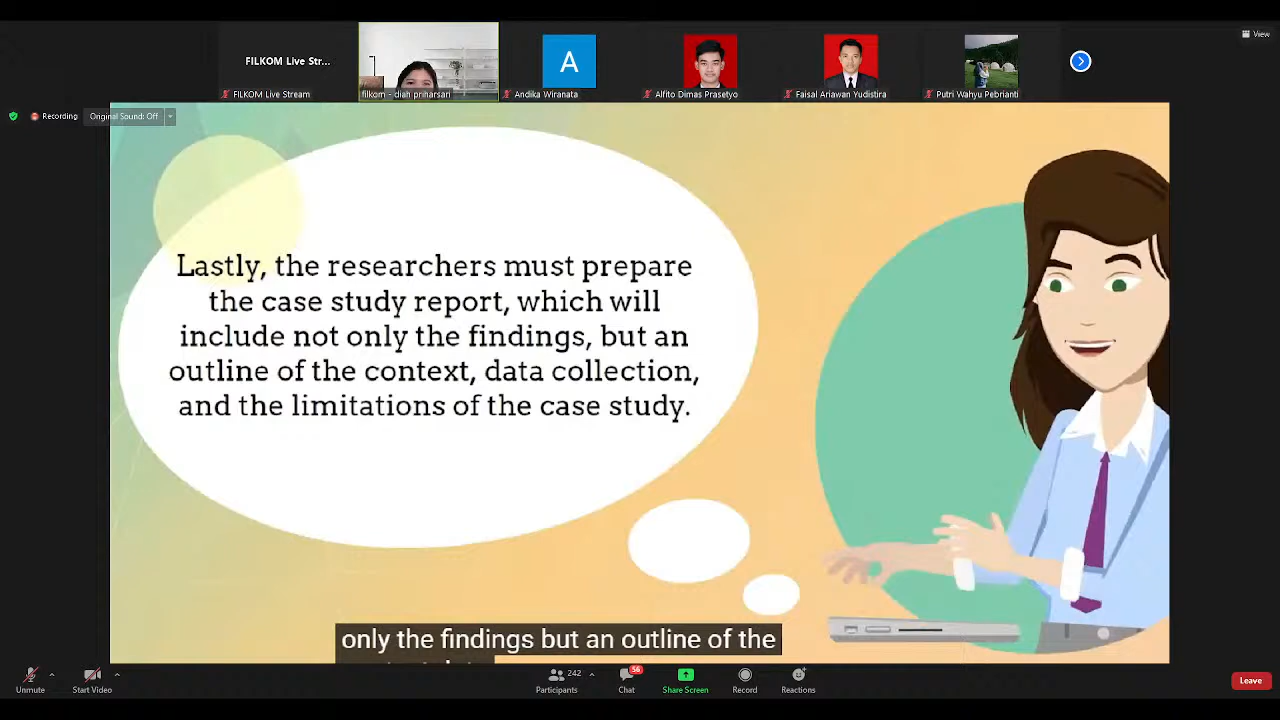 View
FILKOM Live Str...
A
FILKOM Live Stream
filkom - diah priharsari
Andika Wiranata
Alfito Dimas Prasetyo
Faisal Ariawan Yudistira
Putri Wahyu Pebrianti
Recording
Original Sound: Off
Lastly, the researchers must prepare
the case study report, which will
include not only the findings, but an
outline of the context, data collection,
and the limitations of the case study.
only the findings but an outline of the
Unmute
Start Video
Participants
242
Chat
56
Share Screen
Record
Reactions
Leave